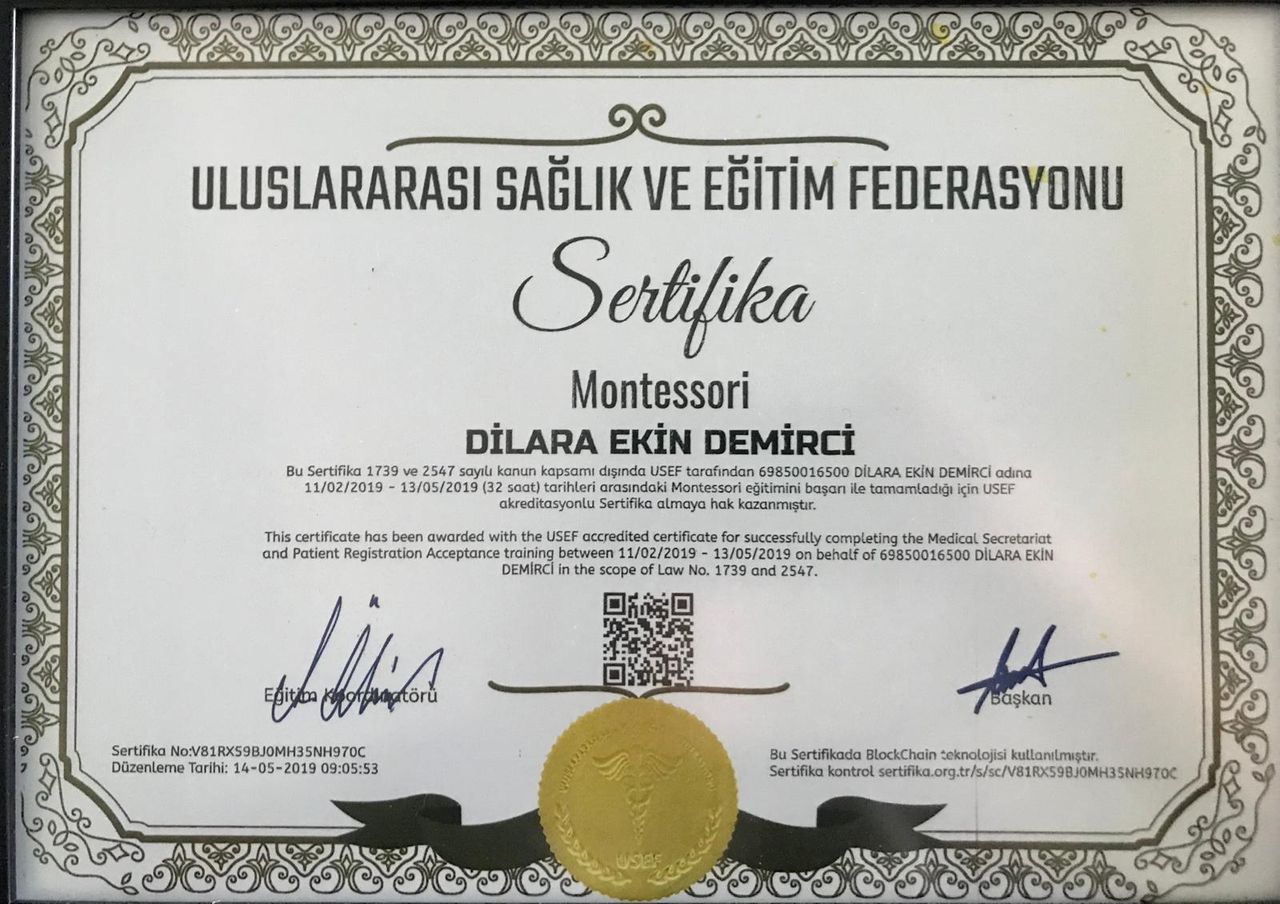 ULUSLARARASI SAĞLIK VE EĞİTİM FEDERASYONU
Sertifika
Montessori
DİLARA EKİN DEMİRCİ
Bu Sertifika 1739 ve 2547 sayılı kanun kapsamı dışında USEF tarafından 69850016500 DİLARA EKİN DEMİRCİ adına
11/02/2019 - 13/05/2019 (32 saat) tarihleri arasındaki Montessori eğitimini başarı ile tamamladığı için USEF
akreditasyonlu Sertifika almaya hak kazanmıştır.
This certificate has been awarded with the USEF accredited certificate for successfully completing the Medical Secretariat
and Patient Registration Acceptance training between 11/02/2019 - 13/05/2019 on behalf of 69850016500 DİLARA EKİN
DEMİRCİ in the scope of Law No. 1739 and 2547.
Eğitim Koordinatörü
Başkan
Sertifika No:V81RX59BJ0MH35NH970C
Düzenleme Tarihi: 14-05-2019 09:05:53
Bu Sertifikada BlockChain teknolojisi kullanılmıştır.
Sertifika kontrol sertifika.org.tr/s/sc/V81RX59BJ0MH35NH970C
USEF